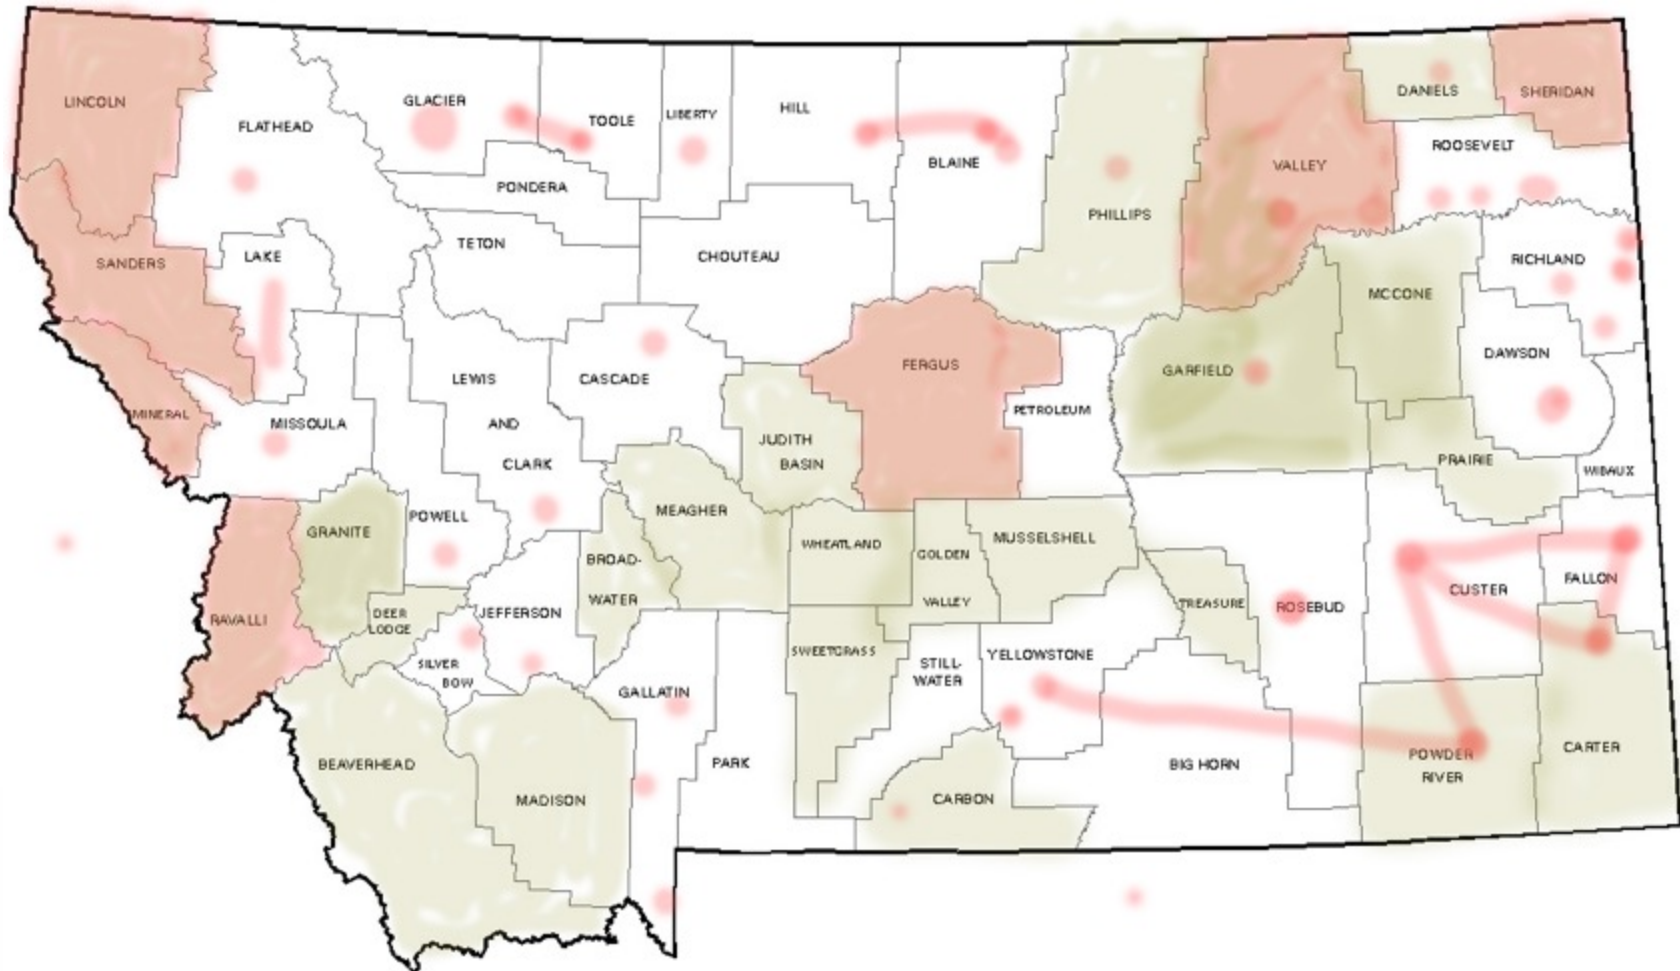 LINCOLN
FLATHEAD
GLACIER
TOOLE
LIBERTY
HILL
BLAINE
PHILLIPS
VALLEY
DANIELS
SHERIDAN
ROOSEVELT
PONDERA
TETON
CHOUTEAU
SANDERS
LAKE
RICHLAND
MCCONE
DAWSON
GARFIELD
FERGUS
PETROLEUM
CASCADE
LEWIS
AND
CLARK
MINERAL
MISSOULA
JUDITH
BASIN
PRAIRIE
WIBAUX
POWELL
GRANITE
MEAGHER
WHEATLAND
GOLDEN
VALLEY
MUSSELSHELL
BROAD-
WATER
JEFFERSON
DEER
LODGE
RAVALLI
TREASURE
ROSEBUD
CUSTER
FALLON
SILVER
BOW
SWEETGRASS
STILL-
WATER
YELLOWSTONE
GALLATIN
PARK
BEAVERHEAD
MADISON
CARBON
BIG HORN
POWDER
RIVER
CARTER